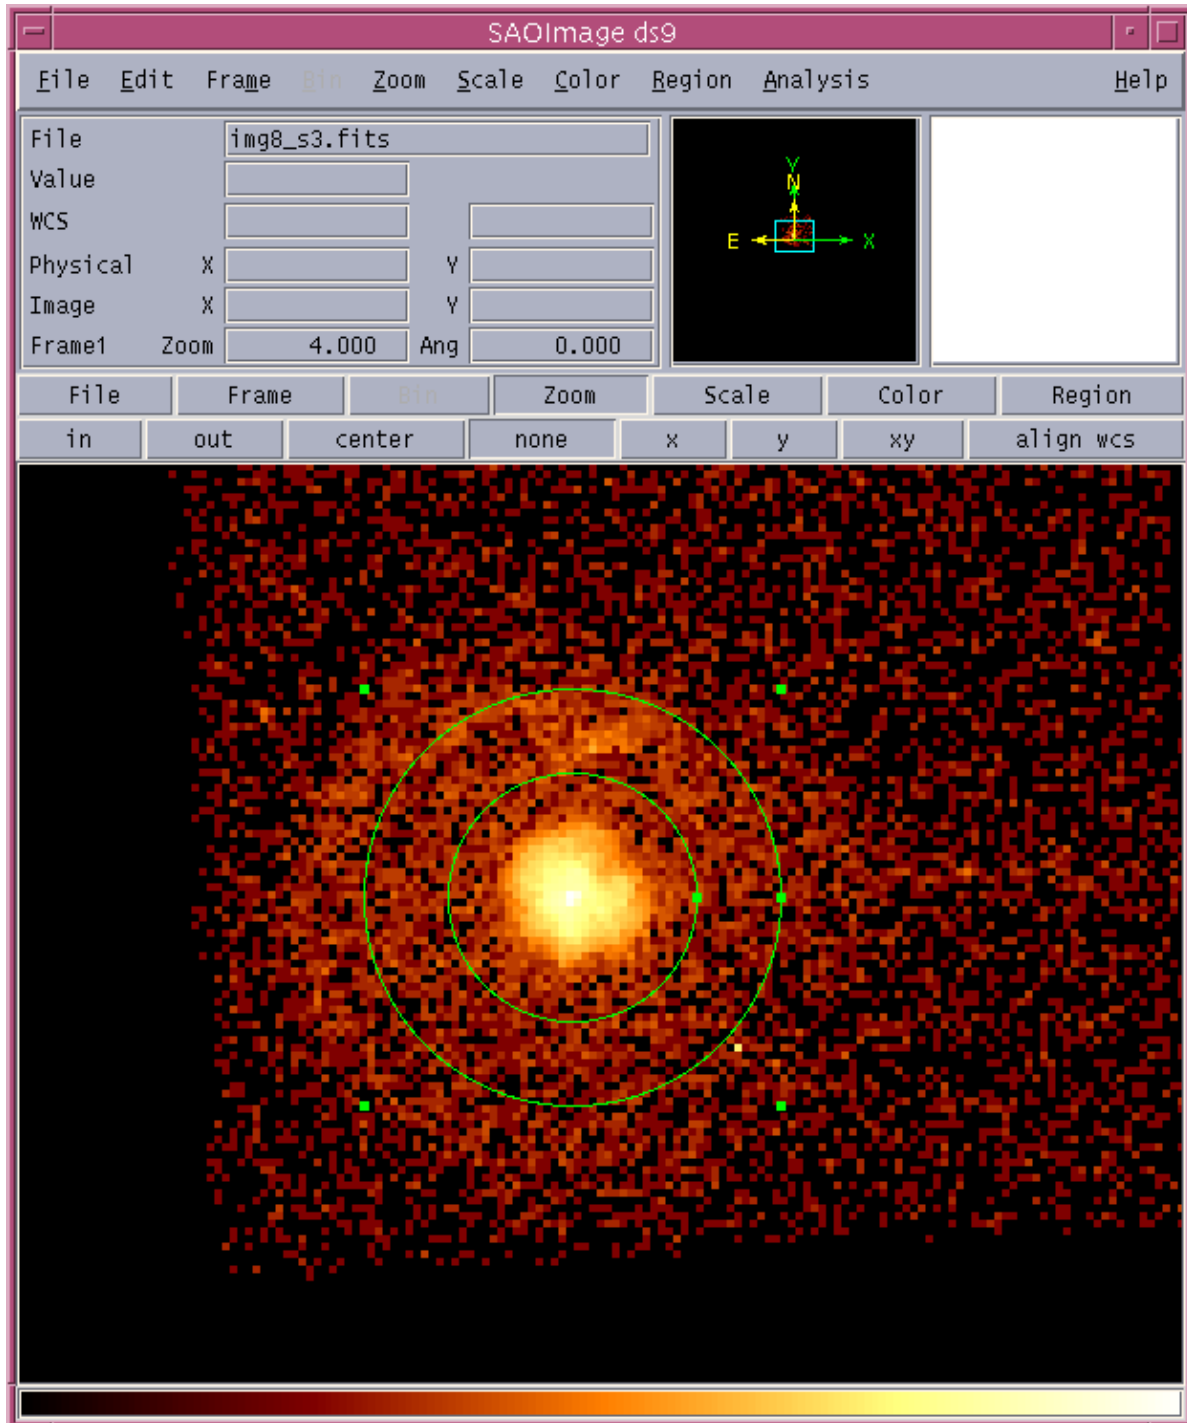 SAOImage ds9
File Edit Frame Bin Zoom Scale Color Region Analysis Help
File img8_s3.fits
Value
WCS
Physical X Y
Image X Y
Frame1 Zoom 4.000 Ang 0.000
Y
N
E X
File Frame Bin Zoom Scale Color Region
in out center none x y xy align wcs